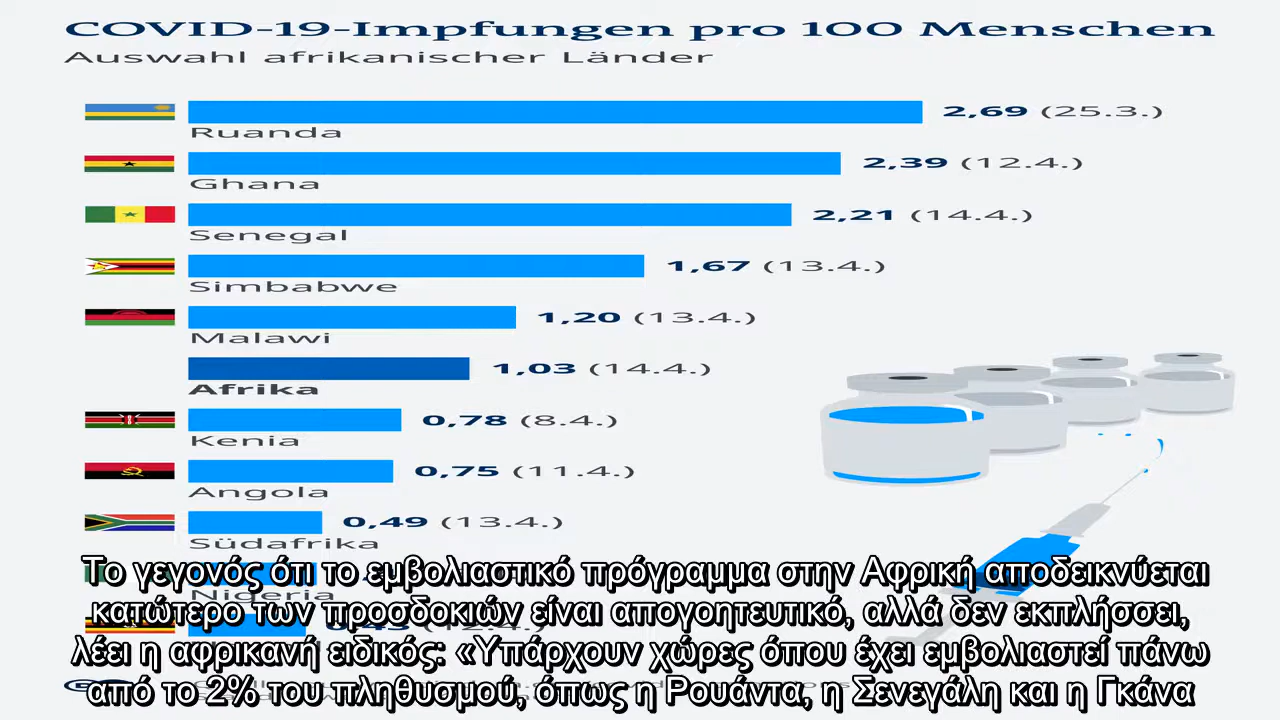 COVID-19-Impfungen pro 100 Menschen
Auswahl afrikanischer Länder
2,69 (25.3.)
Ruanda
2,39 (12.4.)
Ghana
2,21 (14.4.)
Senegal
1,67 (13.4.)
Simbabwe
1,20 (13.4.)
Malawi
1,03 (14.4.)
Afrika
0,78 (8.4.)
Kenia
0,75 (11.4.)
Angola
0,49 (13.4.)
Südafrika
Nigeria
Το γεγονός ότι το εμβολιαστικό πρόγραμμα στην Αφρική αποδεικνύεται
κατώτερο των προσδοκιών είναι απογοητευτικό, αλλά δεν εκπλήσσει,
λέει η αφρικανή ειδικός: «Υπάρχουν χώρες όπου έχει εμβολιαστεί πάνω
από το 2% του πληθυσμού, όπως η Ρουάντα, η Σενεγάλη και η Γκάνα